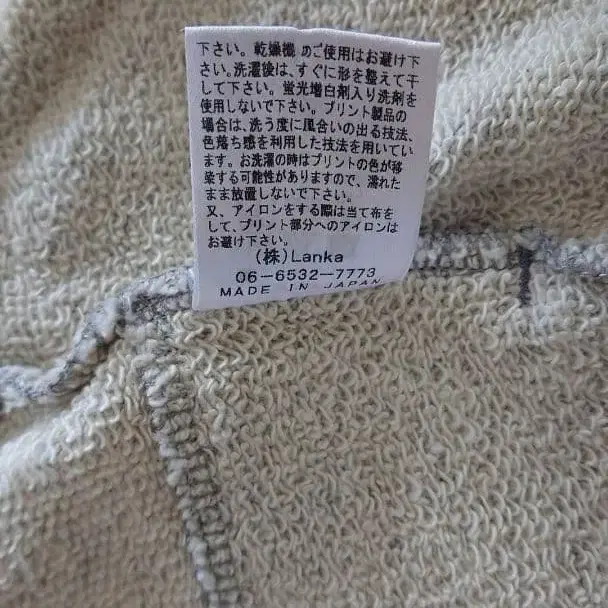 下さい。乾燥機のご使用はお避け下
さい。洗濯後は、すぐに形を整えて干
して下さい。蛍光増白剤入り洗剤を
使用しないで下さい。プリント製品の
場合は、洗う度に風合いの出る技法、
色落ち感を利用した技法を用いてい
ます。お洗濯の時はプリントの色が移
染する可能性がありますので、濡れた
まま放置しないで下さい。
又、アイロンをする際は当て布を
して、プリント部分へのアイロンは
お避け下さい。
(株)Lanka
06-6532-7773
MADE IN JAPAN